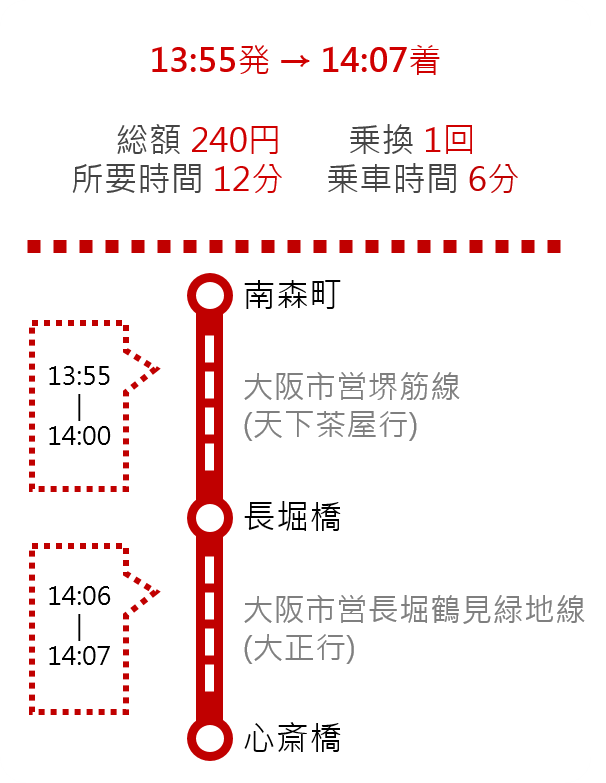 13:55発 → 14:07着
総額 240円 乗換 1回
所要時間 12分 乗車時間 6分
南森町
13:55
|
14:00
大阪市営堺筋線
(天下茶屋行)
長堀橋
14:06
|
14:07
大阪市営長堀鶴見緑地線
(大正行)
心斎橋